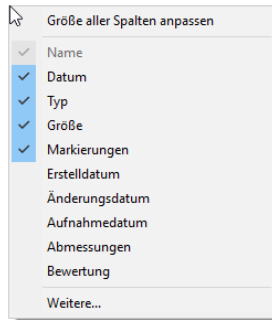 Größe aller Spalten anpassen
Name
Datum
Typ
Größe
Markierungen
Erstelldatum
Änderungsdatum
Aufnahmedatum
Abmessungen
Bewertung
Weitere...